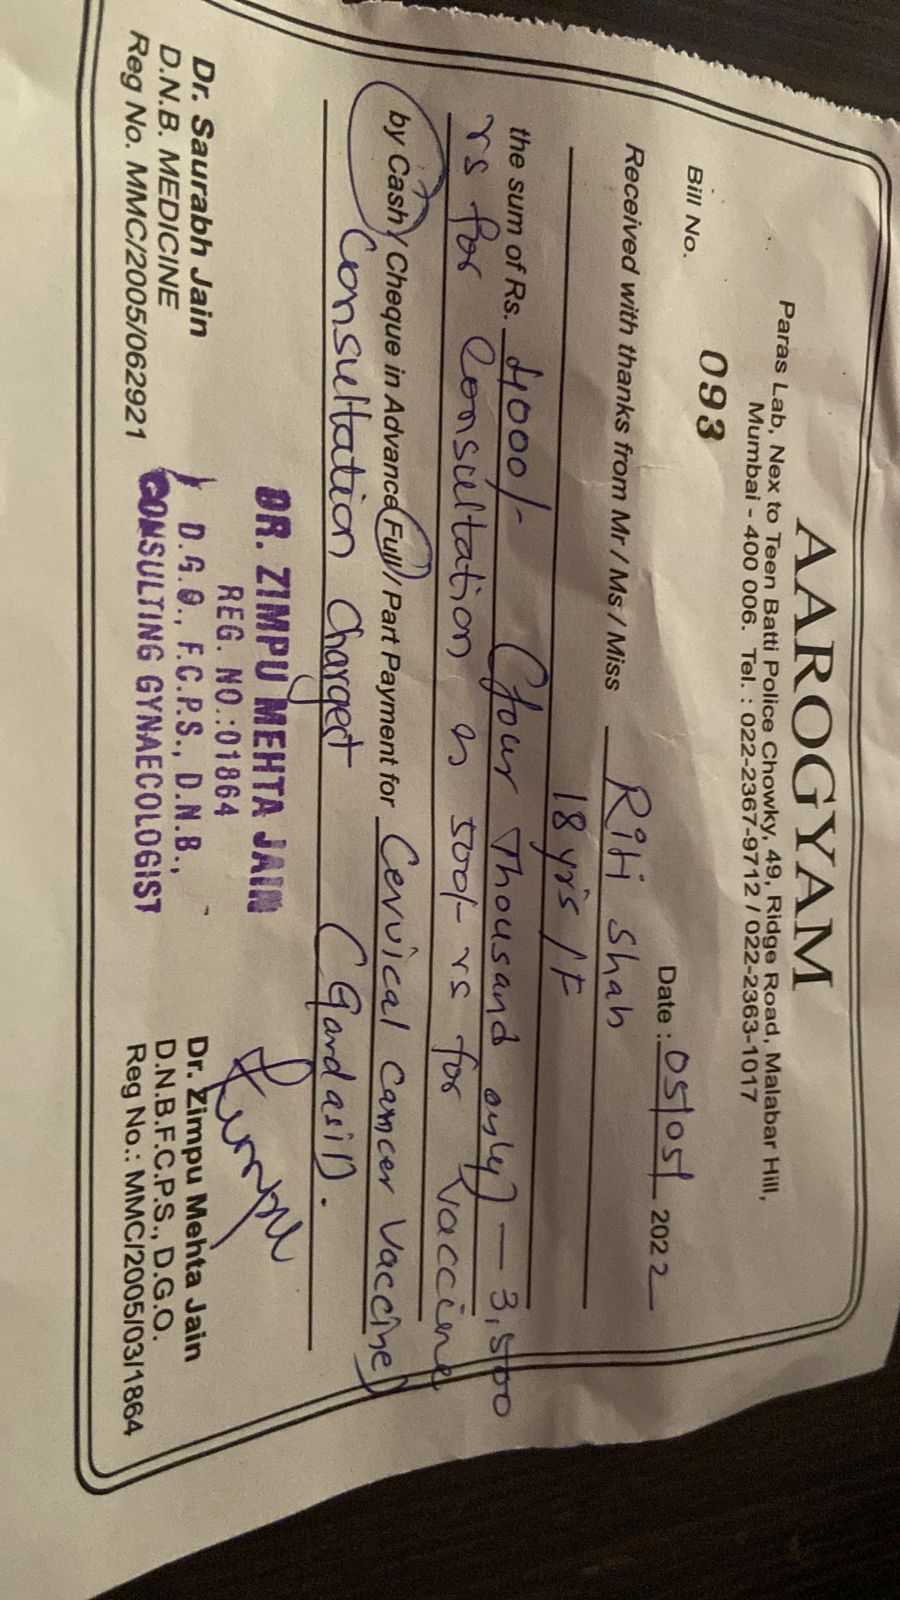 AAROGYAM
Paras Lab, Nex to Teen Batti Police Chowky, 49, Ridge Road, Malabar Hill,
Mumbai - 400 006. Tel. : 022-2367-9712 / 022-2363-1017
Bill No. 093 Date : 05/05/ 2022
Received with thanks from Mr / Ms / Miss Riti Shah
18 yrs / F
the sum of Rs. 4000/- (four Thousand only) — 3,500
rs for Consultation n 500/- rs for vaccine
by Cash / Cheque in Advance / Full / Part Payment for Cervical cancer vaccine)
Consultation charged (Gardasil).
DR. ZIMPU MEHTA JAIN
REG. NO.:01864
D.G.O., F.C.P.S., D.N.B.,
CONSULTING GYNAECOLOGIST
Dr. Saurabh Jain
D.N.B. MEDICINE
Reg No. MMC/2005/062921
Dr. Zimpu Mehta Jain
D.N.B.F.C.P.S., D.G.O.
Reg No.: MMC/2005/03/1864